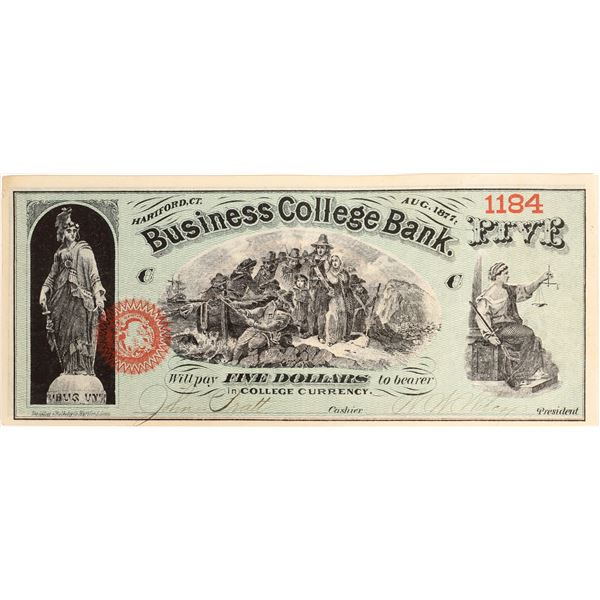 HARTFORD, CT. AUG. 1877.
1184
Business College Bank.
FIVE
C C
Will pay FIVE DOLLARS to bearer
in COLLEGE CURRENCY.
Cashier President